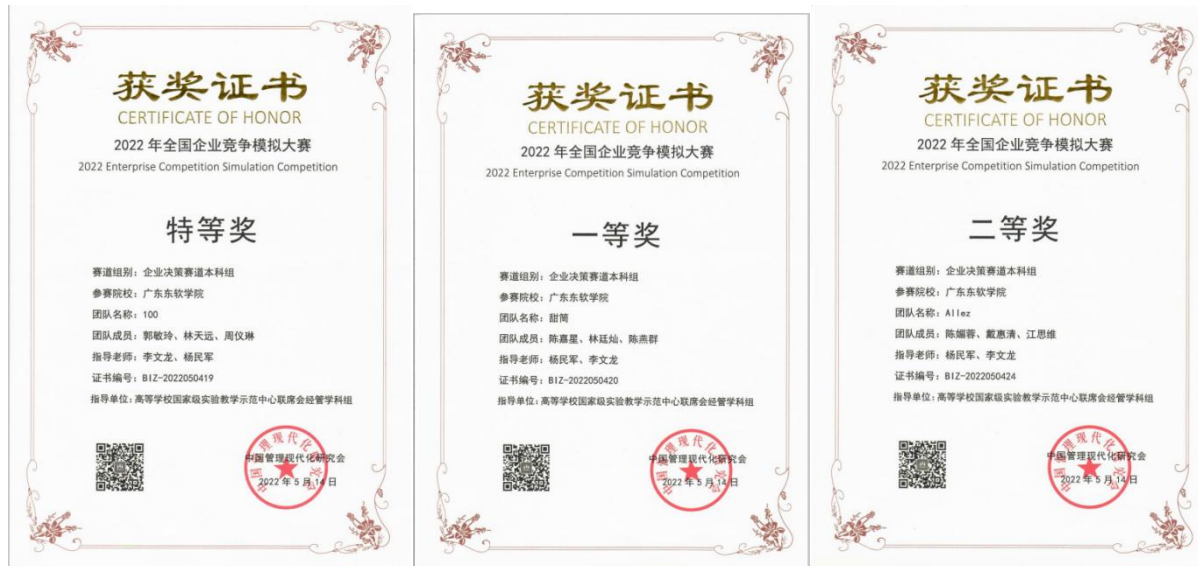 获奖证书
CERTIFICATE OF HONOR
2022 年全国企业竞争模拟大赛
2022 Enterprise Competition Simulation Competition
特等奖
赛道组别：企业决策赛道本科组
参赛院校：广东东软学院
团队名称：100
团队成员：郭敏玲、林天远、周仪琳
指导老师：李文龙、杨民军
证书编号：BIZ-2022050419
指导单位：高等学校国家级实验教学示范中心联席会经管学科组
中国管理现代化研究会
2022 年 5 月 14 日
获奖证书
CERTIFICATE OF HONOR
2022 年全国企业竞争模拟大赛
2022 Enterprise Competition Simulation Competition
一等奖
赛道组别：企业决策赛道本科组
参赛院校：广东东软学院
团队名称：甜筒
团队成员：陈嘉星、林廷灿、陈燕群
指导老师：杨民军、李文龙
证书编号：BIZ-2022050420
指导单位：高等学校国家级实验教学示范中心联席会经管学科组
中国管理现代化研究会
2022 年 5 月 14 日
获奖证书
CERTIFICATE OF HONOR
2022 年全国企业竞争模拟大赛
2022 Enterprise Competition Simulation Competition
二等奖
赛道组别：企业决策赛道本科组
参赛院校：广东东软学院
团队名称：Allez
团队成员：陈媚蓉、戴惠清、江思维
指导老师：杨民军、李文龙
证书编号：BIZ-2022050424
指导单位：高等学校国家级实验教学示范中心联席会经管学科组
中国管理现代化研究会
2022 年 5 月 14 日